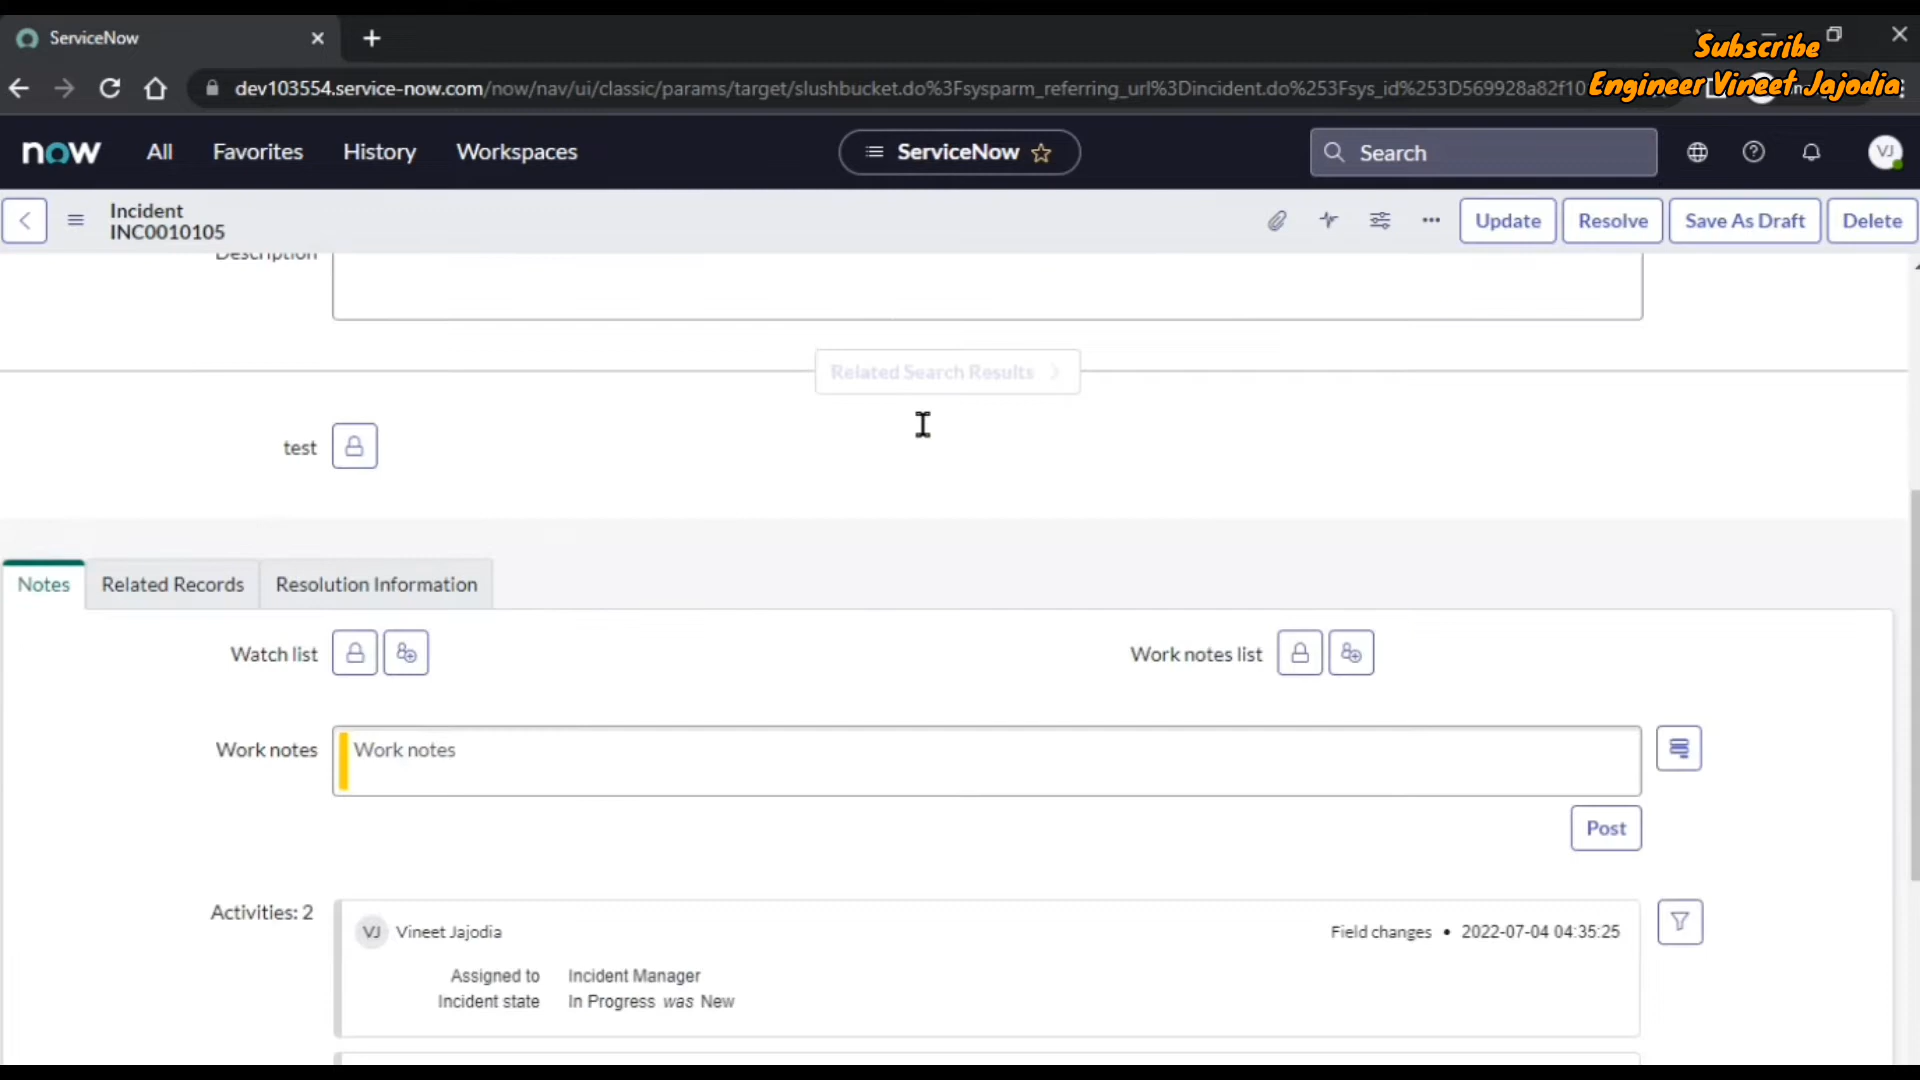 ServiceNow
Subscribe
Engineer Vineet Jajodia
dev103554.service-now.com/now/nav/ui/classic/params/target/slushbucket.do%3Fsysparm_referring_url%3Dincident.do%253Fsys_id%253D569928a82f10
now
All
Favorites
History
Workspaces
ServiceNow
Search
VJ
Incident
INC0010105
Update
Resolve
Save As Draft
Delete
Description
Related Search Results
test
Notes
Related Records
Resolution Information
Watch list
Work notes list
Work notes
Work notes
Post
Activities: 2
VJ
Vineet Jajodia
Field changes • 2022-07-04 04:35:25
Assigned to Incident Manager
Incident state In Progress was New